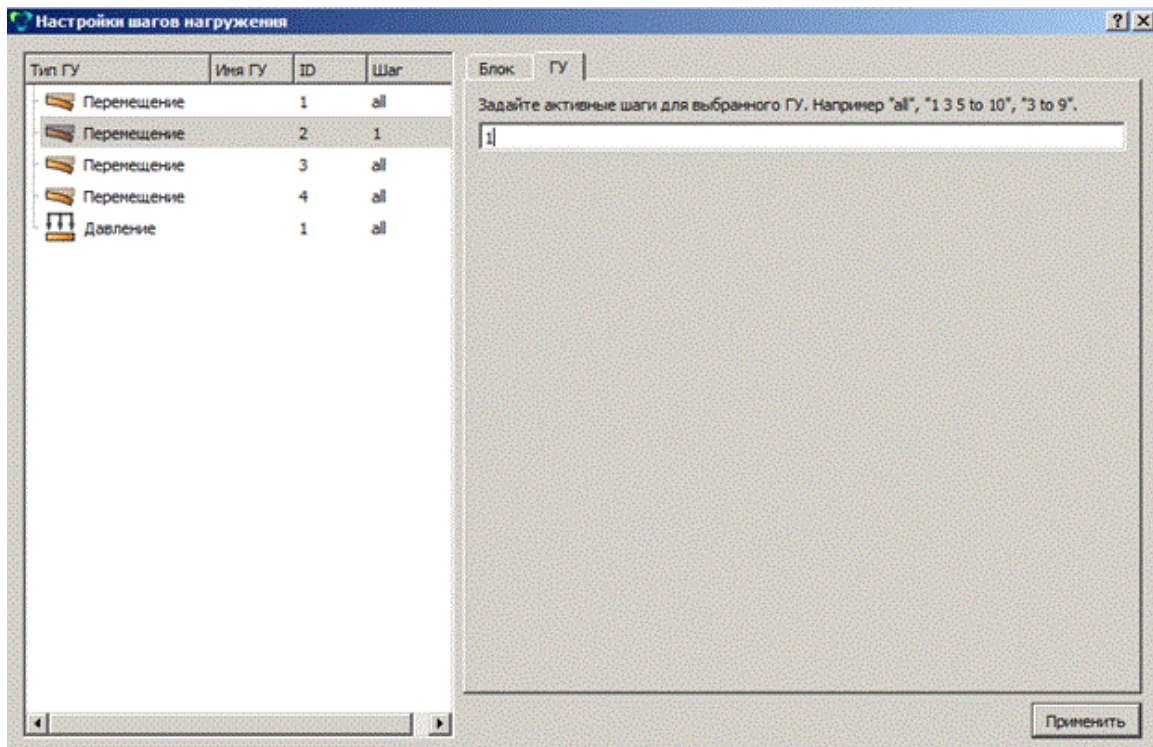 Настройки шагов нагружения
Тип ГУ Имя ГУ ID Шаг
Перемещение 1 all
Перемещение 2 1
Перемещение 3 all
Перемещение 4 all
Давление 1 all
Блок ГУ
Задайте активные шаги для выбранного ГУ. Например "all", "1 3 5 to 10", "3 to 9".
1
Применить